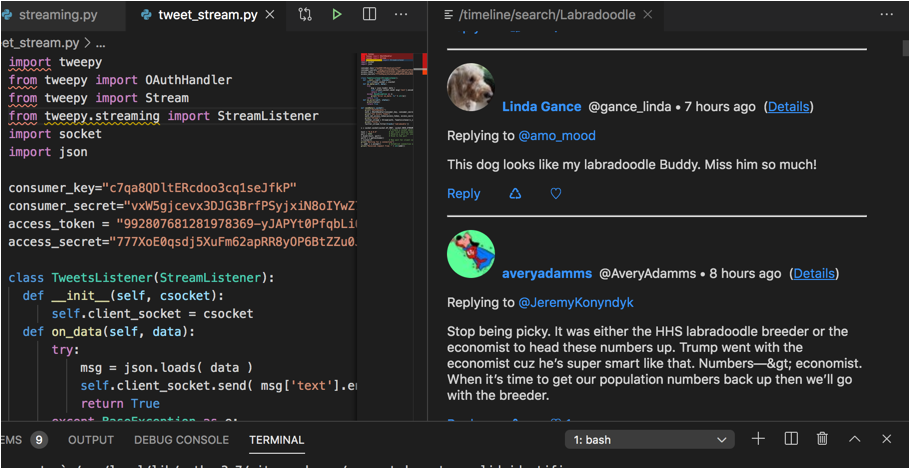 streaming.py
tweet_stream.py
/timeline/search/Labradoodle
eet_stream.py > ...
import tweepy
from tweepy import OAuthHandler
from tweepy import Stream
from tweepy.streaming import StreamListener
import socket
import json
consumer_key="c7qa8QDltERcdoo3cq1seJfkP"
consumer_secret="vxW5gjcevx3DJG3BrfPSyjxiN8oIYwZ
access_token = "992807681281978369-yJAPYt0PfqbLi
access_secret="777XoE0qsdj5XuFm62apRR8yOP6BtZZu0
class TweetsListener(StreamListener):
def __init__(self, csocket):
self.client_socket = csocket
def on_data(self, data):
try:
msg = json.loads( data )
self.client_socket.send( msg['text'].en
return True
except BaseException as e:
Linda Gance @gance_linda • 7 hours ago (Details)
Replying to @amo_mood
This dog looks like my labradoodle Buddy. Miss him so much!
Reply
averyadamms @AveryAdamms • 8 hours ago (Details)
Replying to @JeremyKonyndyk
Stop being picky. It was either the HHS labradoodle breeder or the
economist to head these numbers up. Trump went with the
economist cuz he's super smart like that. Numbers—&gt; economist.
When it's time to get our population numbers back up then we'll go
with the breeder.
EMS 9 OUTPUT DEBUG CONSOLE TERMINAL 1: bash